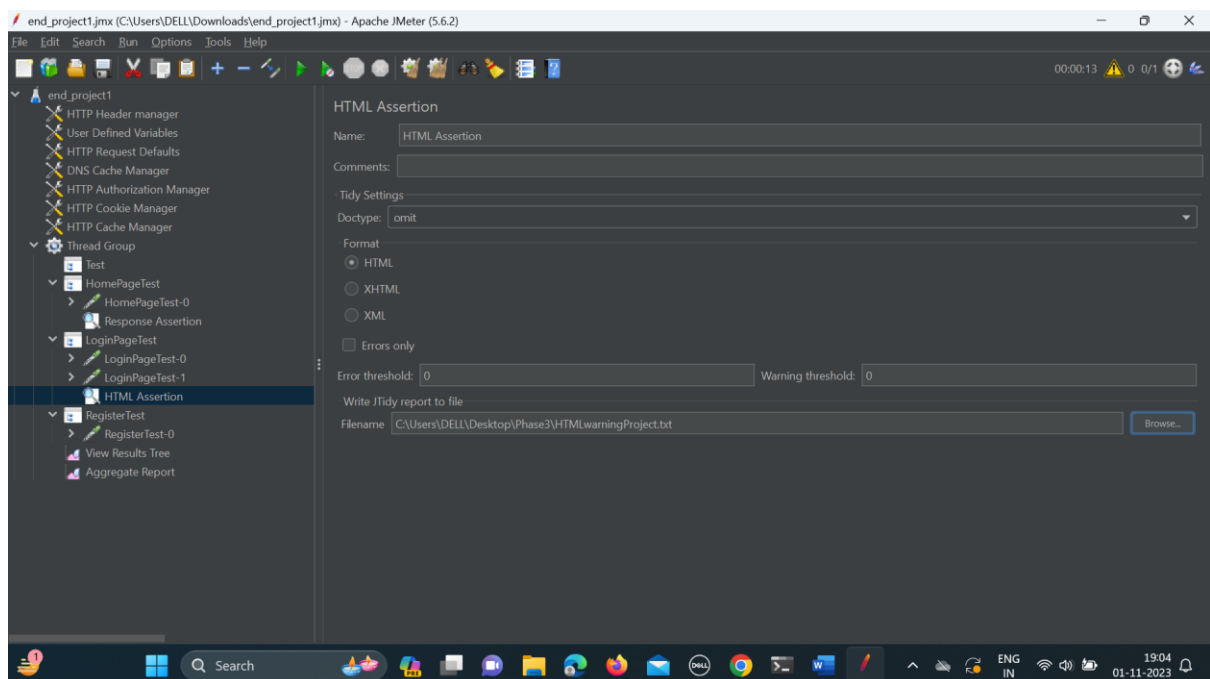 end_project1.jmx (C:\Users\DELL\Downloads\end_project1.jmx) - Apache JMeter (5.6.2)
File Edit Search Run Options Tools Help
00:00:13 0 0/1
end_project1
HTTP Header manager
User Defined Variables
HTTP Request Defaults
DNS Cache Manager
HTTP Authorization Manager
HTTP Cookie Manager
HTTP Cache Manager
Thread Group
Test
HomePageTest
HomePageTest-0
Response Assertion
LoginPageTest
LoginPageTest-0
LoginPageTest-1
HTML Assertion
RegisterTest
RegisterTest-0
View Results Tree
Aggregate Report
HTML Assertion
Name: HTML Assertion
Comments:
Tidy Settings
Doctype: omit
Format
HTML
XHTML
XML
Errors only
Error threshold: 0 Warning threshold: 0
Write JTidy report to file
Filename C:\Users\DELL\Desktop\Phase3\HTMLwarningProject.txt Browse...
1
Search
PRE
DELL
W
ENG
IN
19:04
01-11-2023